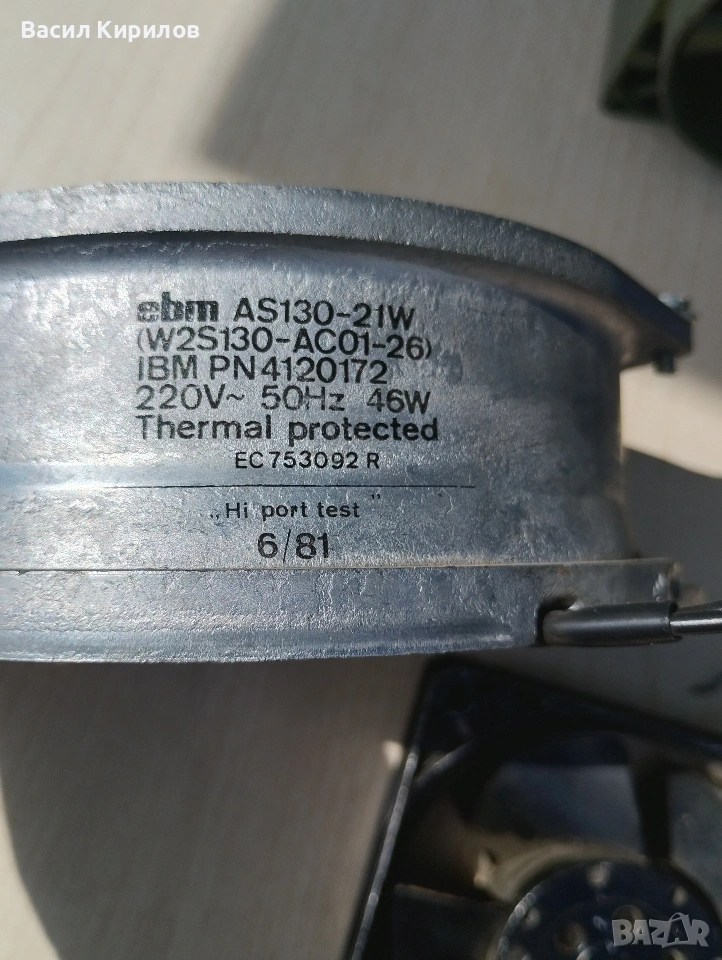 Васил Кирилов
ebm AS130-21W
(W2S130-AC01-26)
IBM PN 4120172
220V~ 50Hz 46W
Thermal protected
EC 753092 R
„Hi port test”
6/81
BAZAR